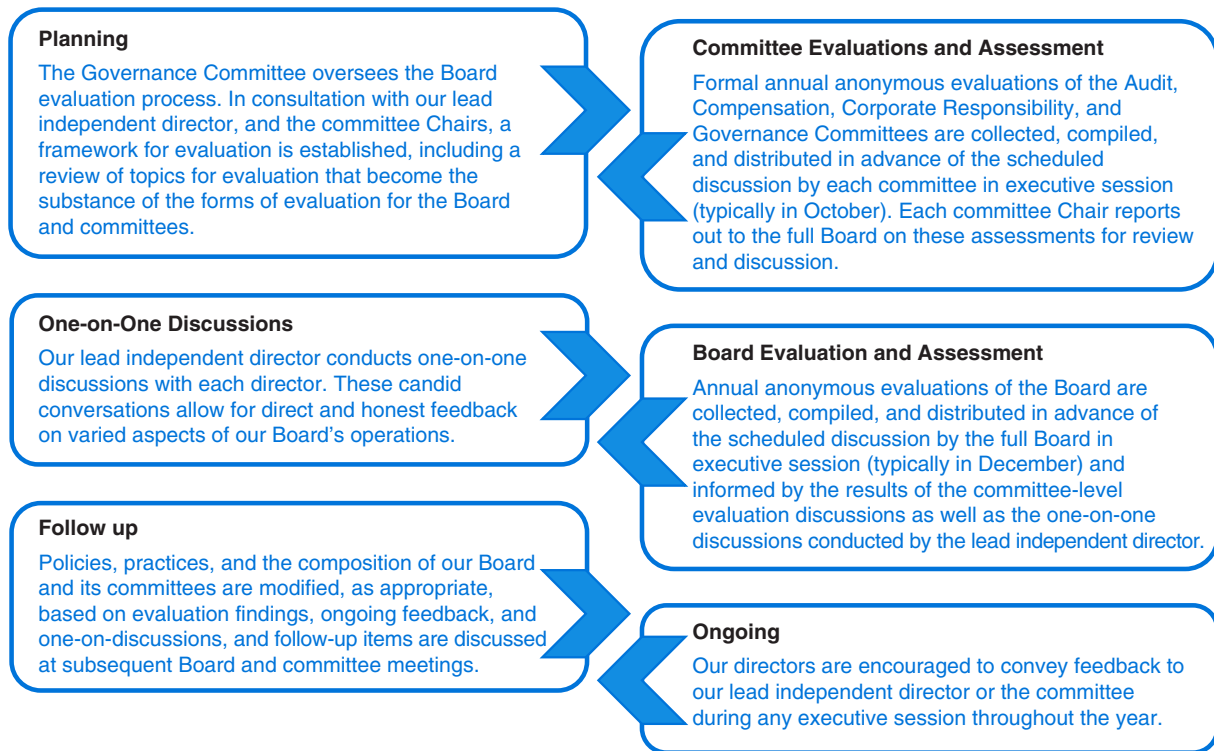 Planning
The Governance Committee oversees the Board
evaluation process. In consultation with our lead
independent director, and the committee Chairs, a
framework for evaluation is established, including a
review of topics for evaluation that become the
substance of the forms of evaluation for the Board
and committees.
Committee Evaluations and Assessment
Formal annual anonymous evaluations of the Audit,
Compensation, Corporate Responsibility, and
Governance Committees are collected, compiled,
and distributed in advance of the scheduled
discussion by each committee in executive session
(typically in October). Each committee Chair reports
out to the full Board on these assessments for review
and discussion.
One-on-One Discussions
Our lead independent director conducts one-on-one
discussions with each director. These candid
conversations allow for direct and honest feedback
on varied aspects of our Board’s operations.
Board Evaluation and Assessment
Annual anonymous evaluations of the Board are
collected, compiled, and distributed in advance of
the scheduled discussion by the full Board in
executive session (typically in December) and
informed by the results of the committee-level
evaluation discussions as well as the one-on-one
discussions conducted by the lead independent director.
Follow up
Policies, practices, and the composition of our Board
and its committees are modified, as appropriate,
based on evaluation findings, ongoing feedback, and
one-on-discussions, and follow-up items are discussed
at subsequent Board and committee meetings.
Ongoing
Our directors are encouraged to convey feedback to
our lead independent director or the committee
during any executive session throughout the year.